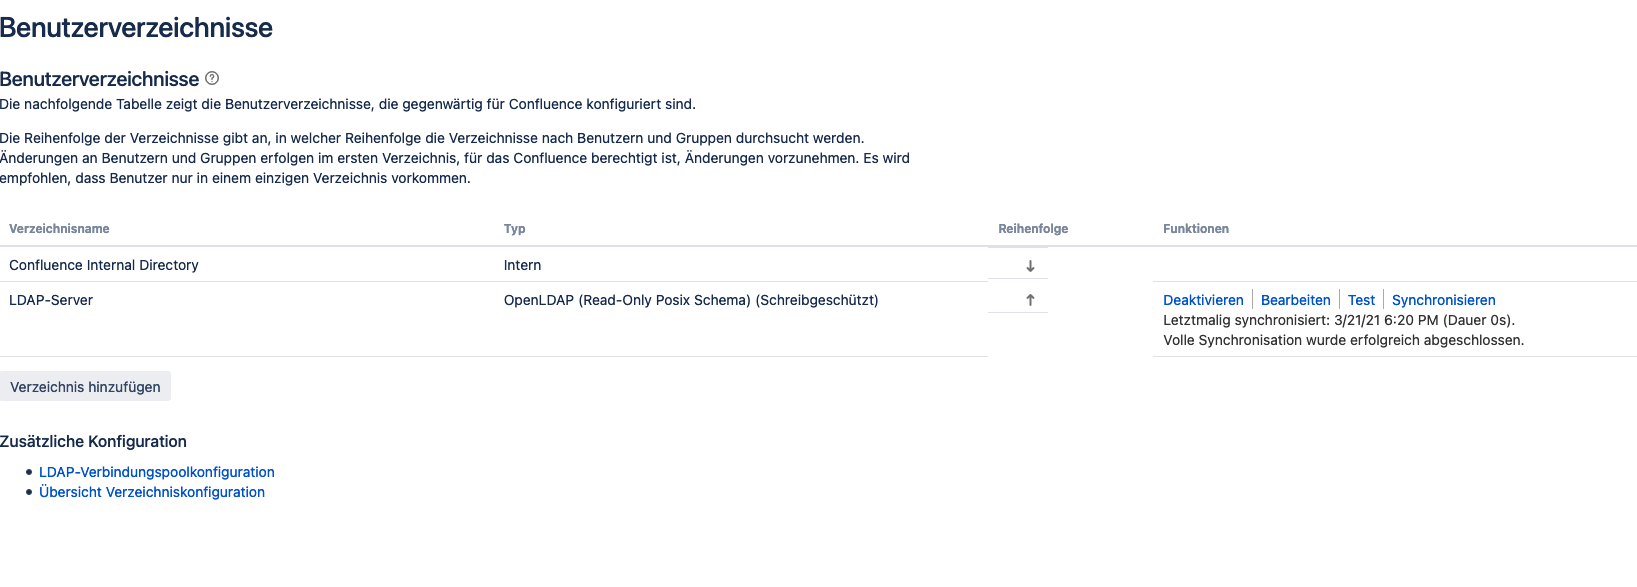 Benutzerverzeichnisse
Benutzerverzeichnisse
Die nachfolgende Tabelle zeigt die Benutzerverzeichnisse, die gegenwärtig für Confluence konfiguriert sind.
Die Reihenfolge der Verzeichnisse gibt an, in welcher Reihenfolge die Verzeichnisse nach Benutzern und Gruppen durchsucht werden.
Änderungen an Benutzern und Gruppen erfolgen im ersten Verzeichnis, für das Confluence berechtigt ist, Änderungen vorzunehmen. Es wird
empfohlen, dass Benutzer nur in einem einzigen Verzeichnis vorkommen.
Verzeichnisname Typ Reihenfolge Funktionen
Confluence Internal Directory Intern
LDAP-Server OpenLDAP (Read-Only Posix Schema) (Schreibgeschützt) Deaktivieren Bearbeiten Test Synchronisieren
Letztmalig synchronisiert: 3/21/21 6:20 PM (Dauer 0s).
Volle Synchronisation wurde erfolgreich abgeschlossen.
Verzeichnis hinzufügen
Zusätzliche Konfiguration
LDAP-Verbindungspoolkonfiguration
Übersicht Verzeichniskonfiguration